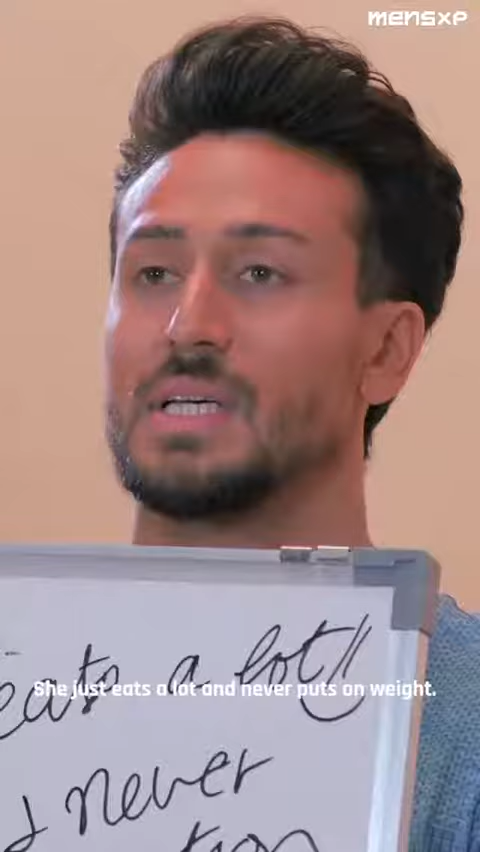 mensxp
eats a lot!!
She just eats a lot and never puts on weight.
never